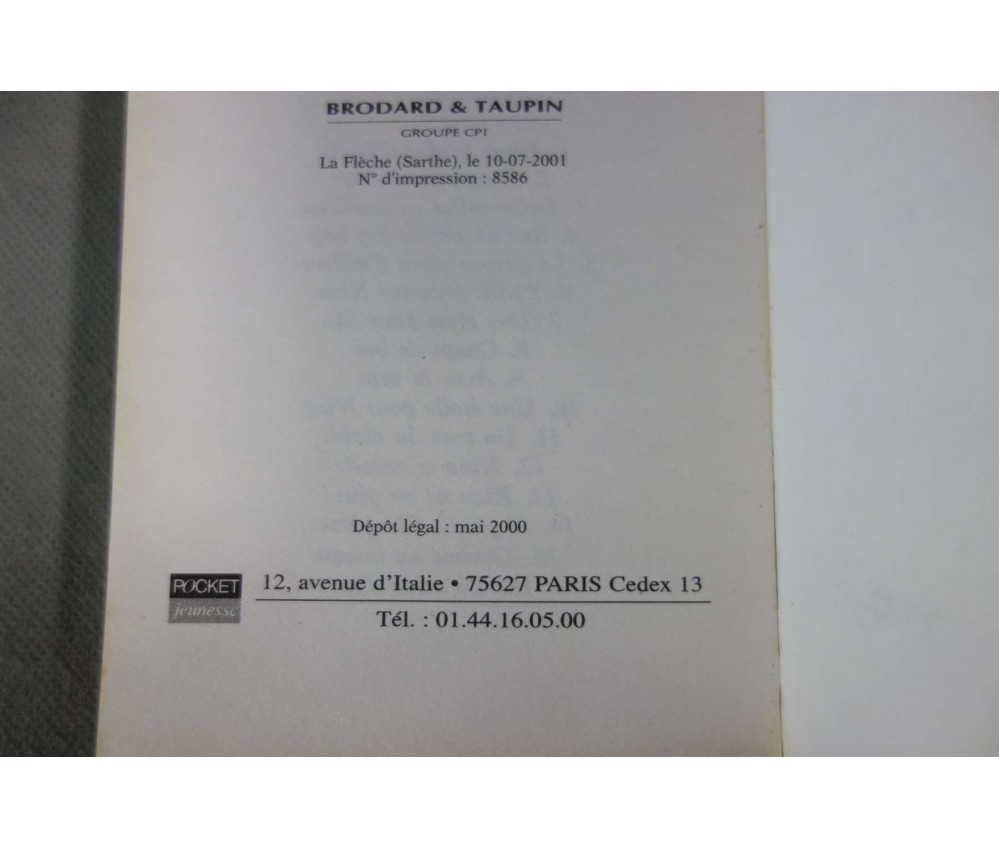 BRODARD & TAUPIN
GROUPE CPI
La Flèche (Sarthe), le 10-07-2001
N° d'impression : 8586
Dépôt légal : mai 2000
POCKET
jeunesse
12, avenue d'Italie • 75627 PARIS Cedex 13
Tél. : 01.44.16.05.00